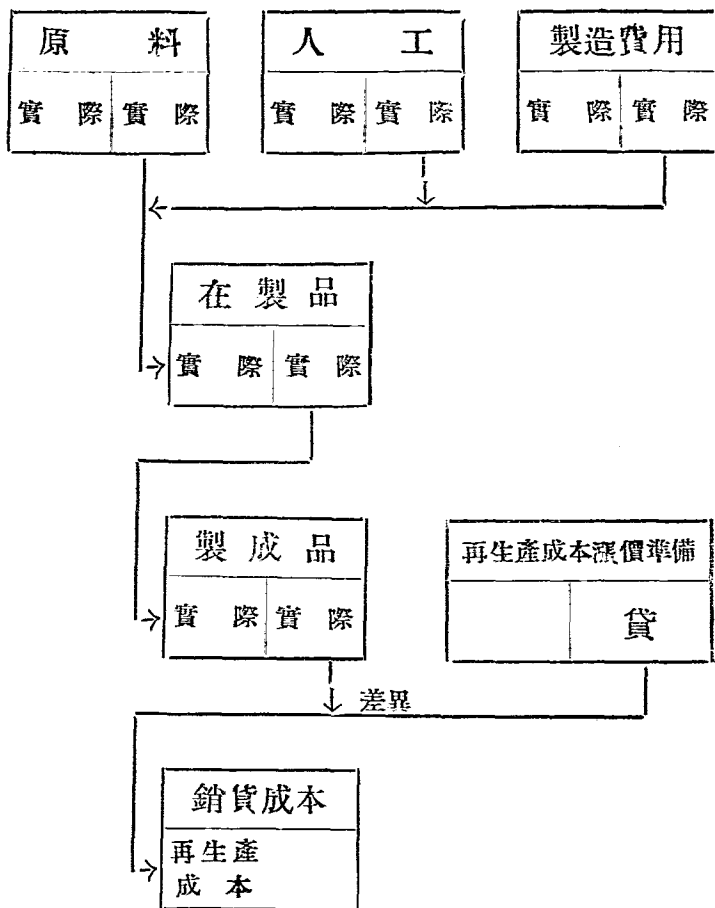 原料 人工 製造費用
實際 實際 實際 實際 實際 實際
在製品
實際 實際
製成品 再生產成本漲價準備
實際 實際 貸
差異
銷貨成本
再生產
成本